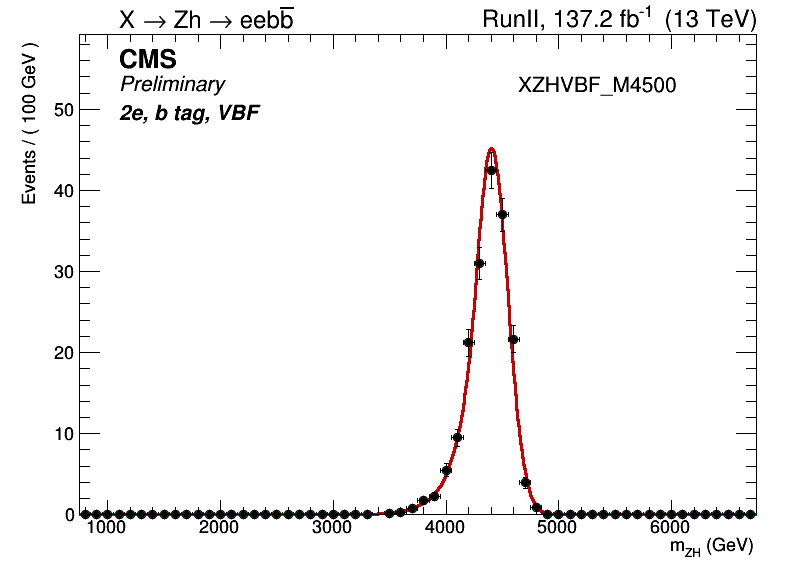 X → Zh → eebb̅
RunII, 137.2 fb⁻¹ (13 TeV)
CMS
Preliminary
2e, b tag, VBF
XZHVBF_M4500
Events / ( 100 GeV )
50
40
30
20
10
0
1000 2000 3000 4000 5000 6000
m_ZH (GeV)